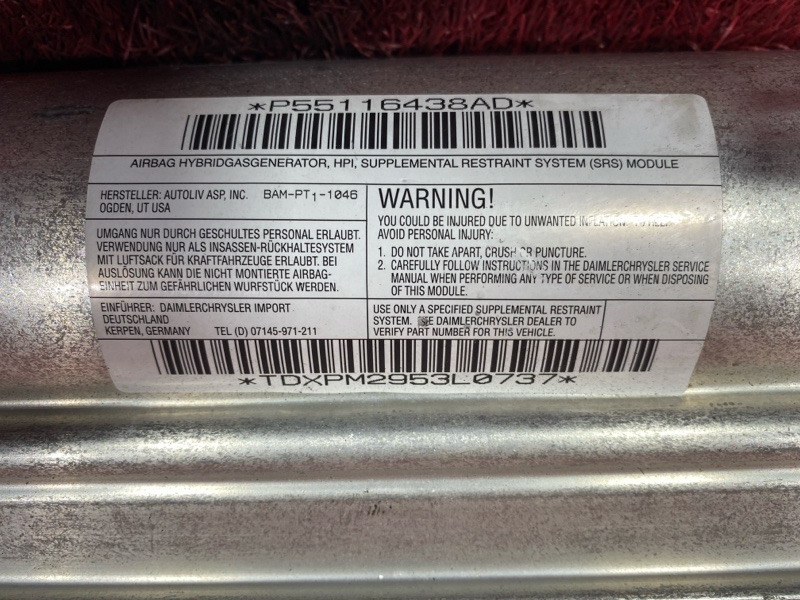 *P55116438AD*
AIRBAG HYBRIDGASGENERATOR, HPI, SUPPLEMENTAL RESTRAINT SYSTEM (SRS) MODULE
HERSTELLER: AUTOLIV ASP, INC. BAM-PT1-1046
OGDEN, UT USA
UMGANG NUR DURCH GESCHULTES PERSONAL ERLAUBT.
VERWENDUNG NUR ALS INSASSEN-RÜCKHALTESYSTEM
MIT LUFTSACK FÜR KRAFTFAHRZEUGE ERLAUBT. BEI
AUSLÖSUNG KANN DIE NICHT MONTIERTE AIRBAG-
EINHEIT ZUM GEFÄHRLICHEN WURFSTÜCK WERDEN.
EINFÜHRER: DAIMLERCHRYSLER IMPORT
DEUTSCHLAND
KERPEN, GERMANY TEL (D) 07145-971-211
WARNING!
YOU COULD BE INJURED DUE TO UNWANTED INFLATION. TO HELP
AVOID PERSONAL INJURY:
1. DO NOT TAKE APART, CRUSH OR PUNCTURE.
2. CAREFULLY FOLLOW INSTRUCTIONS IN THE DAIMLERCHRYSLER SERVICE
MANUAL WHEN PERFORMING ANY TYPE OF SERVICE OR WHEN DISPOSING
OF THIS MODULE.
USE ONLY A SPECIFIED SUPPLEMENTAL RESTRAINT
SYSTEM. SEE DAIMLERCHRYSLER DEALER TO
VERIFY PART NUMBER FOR THIS VEHICLE.
*TDXPM2953L0737*